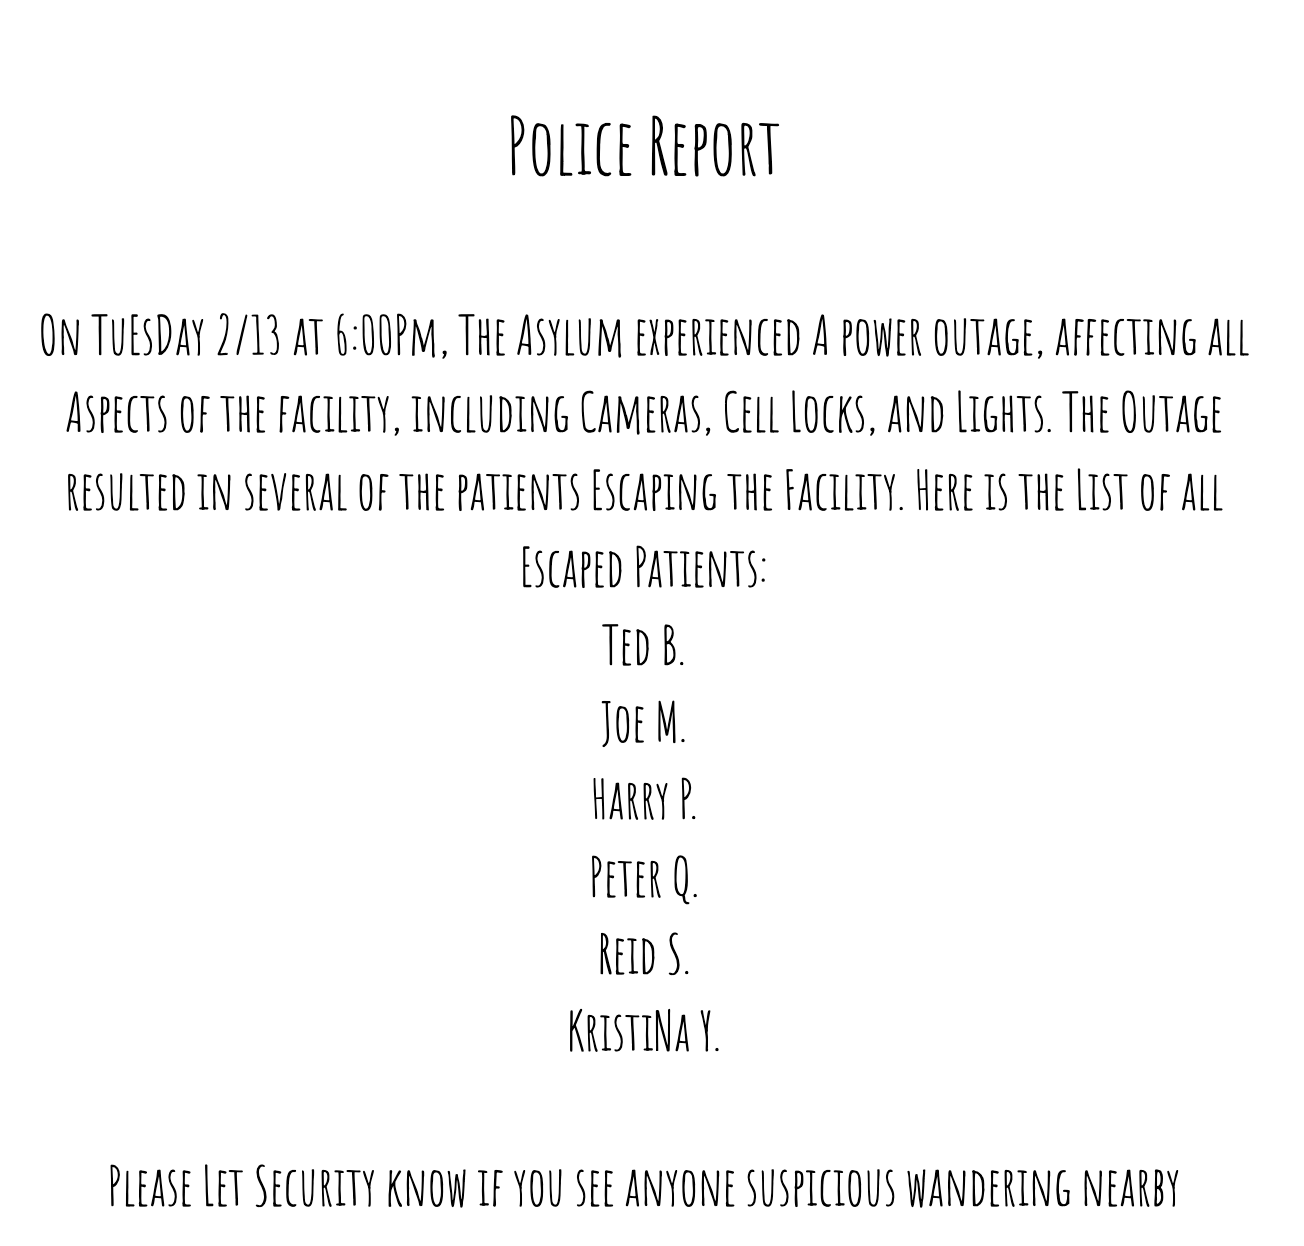 Police Report
On TuEsDay 2/13 at 6:00Pm, The Asylum experienced A power outage, affecting all
Aspects of the facility, including Cameras, Cell Locks, and Lights. The Outage
resulted in several of the patients Escaping the Facility. Here is the List of all
Escaped Patients:
Ted B.
Joe M.
Harry P.
Peter Q.
Reid S.
KristiNa Y.
Please Let Security know if you see anyone suspicious wandering nearby